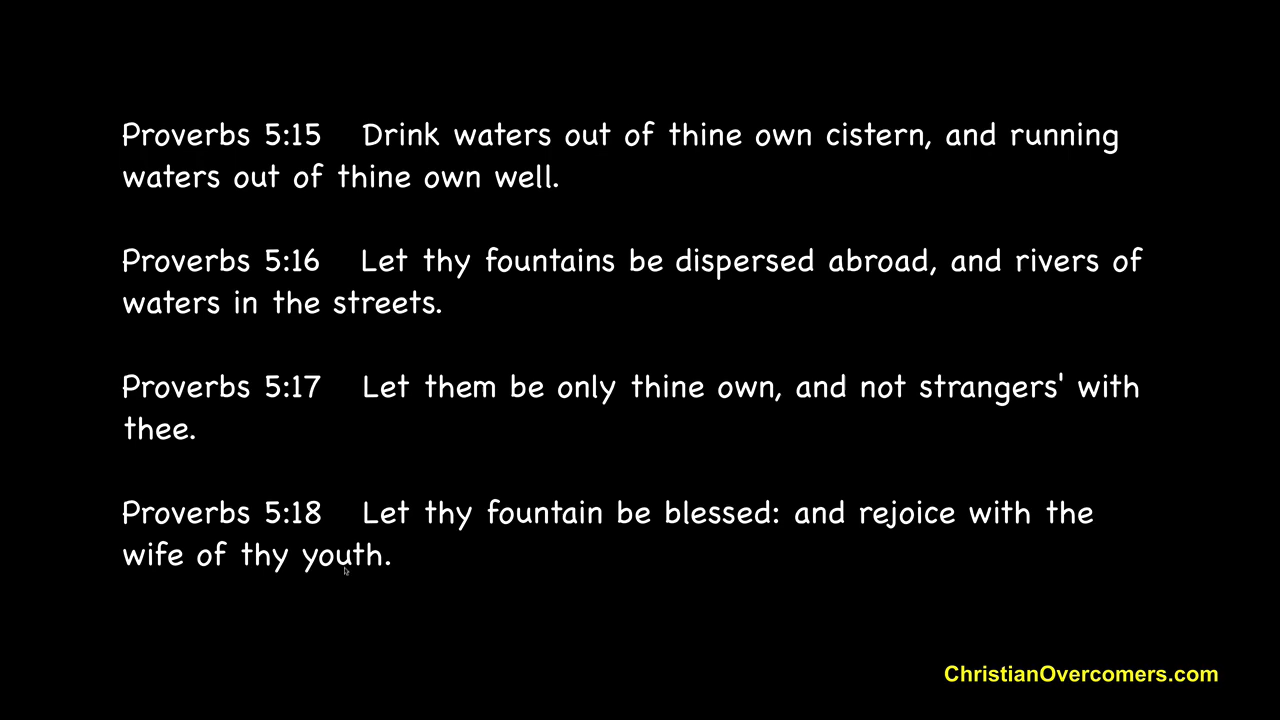 Proverbs 5:15 Drink waters out of thine own cistern, and running
waters out of thine own well.
Proverbs 5:16 Let thy fountains be dispersed abroad, and rivers of
waters in the streets.
Proverbs 5:17 Let them be only thine own, and not strangers' with
thee.
Proverbs 5:18 Let thy fountain be blessed: and rejoice with the
wife of thy youth.
ChristianOvercomers.com